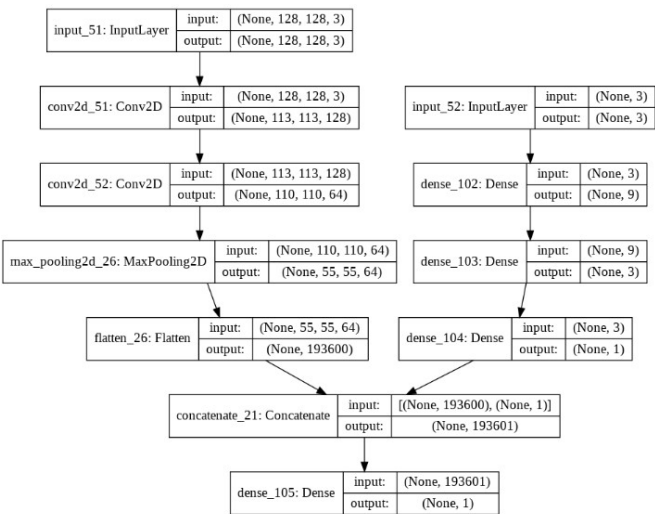 input_51: InputLayer
input: (None, 128, 128, 3)
output: (None, 128, 128, 3)
conv2d_51: Conv2D
input: (None, 128, 128, 3)
output: (None, 113, 113, 128)
input_52: InputLayer
input: (None, 3)
output: (None, 3)
conv2d_52: Conv2D
input: (None, 113, 113, 128)
output: (None, 110, 110, 64)
dense_102: Dense
input: (None, 3)
output: (None, 9)
max_pooling2d_26: MaxPooling2D
input: (None, 110, 110, 64)
output: (None, 55, 55, 64)
dense_103: Dense
input: (None, 9)
output: (None, 3)
flatten_26: Flatten
input: (None, 55, 55, 64)
output: (None, 193600)
dense_104: Dense
input: (None, 3)
output: (None, 1)
concatenate_21: Concatenate
input: [(None, 193600), (None, 1)]
output: (None, 193601)
dense_105: Dense
input: (None, 193601)
output: (None, 1)